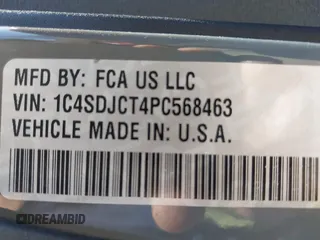 MFD BY: FCA US LLC
VIN: 1C4SDJCT4PC568463
VEHICLE MADE IN: U.S.A.
DREAMBID